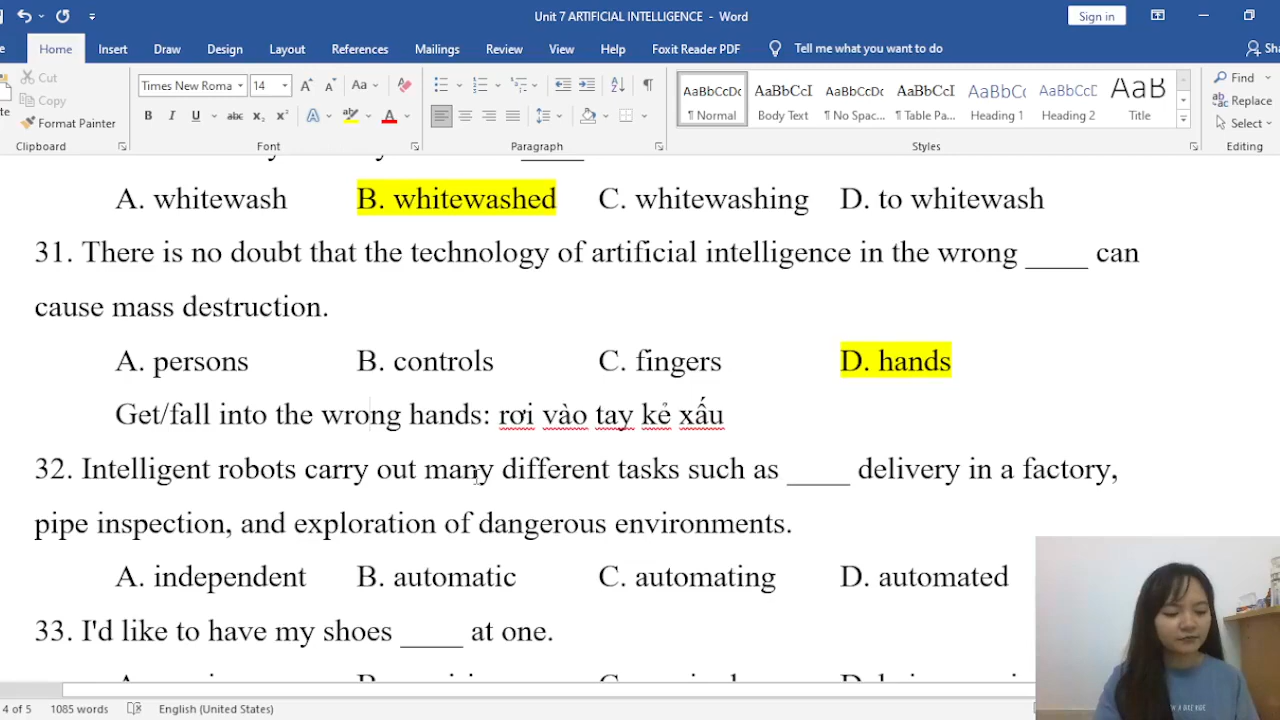 Unit 7 ARTIFICIAL INTELLIGENCE - Word
Sign in
Home Insert Draw Design Layout References Mailings Review View Help Foxit Reader PDF Tell me what you want to do
Cut
Copy
Format Painter
Clipboard
Times New Roma 14
Font
Paragraph
AaBbCcDc AaBbCcI AaBbCcDc AaBbCcI AaBbCc AaBbCcD AaB
¶ Normal Body Text ¶ No Spac... ¶ Table Pa... Heading 1 Heading 2 Title
Styles
Find
Replace
Select
Editing
A. whitewash B. whitewashed C. whitewashing D. to whitewash
31. There is no doubt that the technology of artificial intelligence in the wrong ____ can
cause mass destruction.
A. persons B. controls C. fingers D. hands
Get/fall into the wrong hands: rơi vào tay kẻ xấu
32. Intelligent robots carry out many different tasks such as ____ delivery in a factory,
pipe inspection, and exploration of dangerous environments.
A. independent B. automatic C. automating D. automated
33. I'd like to have my shoes ____ at one.
4 of 5 1085 words English (United States)